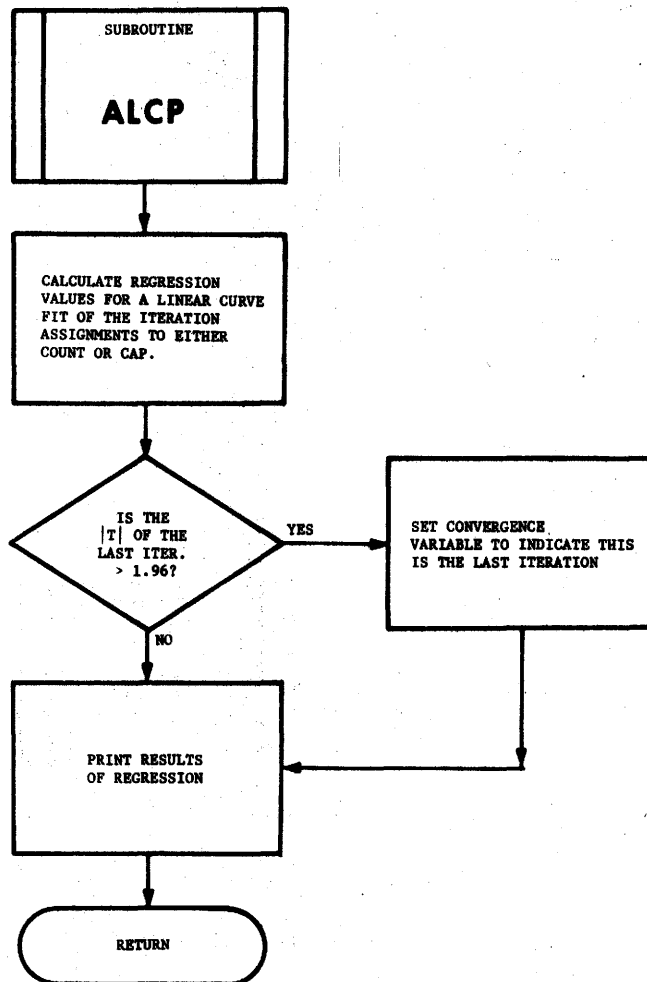 SUBROUTINE
ALCP
CALCULATE REGRESSION
VALUES FOR A LINEAR CURVE
FIT OF THE ITERATION
ASSIGNMENTS TO EITHER
COUNT OR CAP.
IS THE
|T| OF THE
LAST ITER.
> 1.96?
YES
SET CONVERGENCE
VARIABLE TO INDICATE THIS
IS THE LAST ITERATION
NO
PRINT RESULTS
OF REGRESSION
RETURN